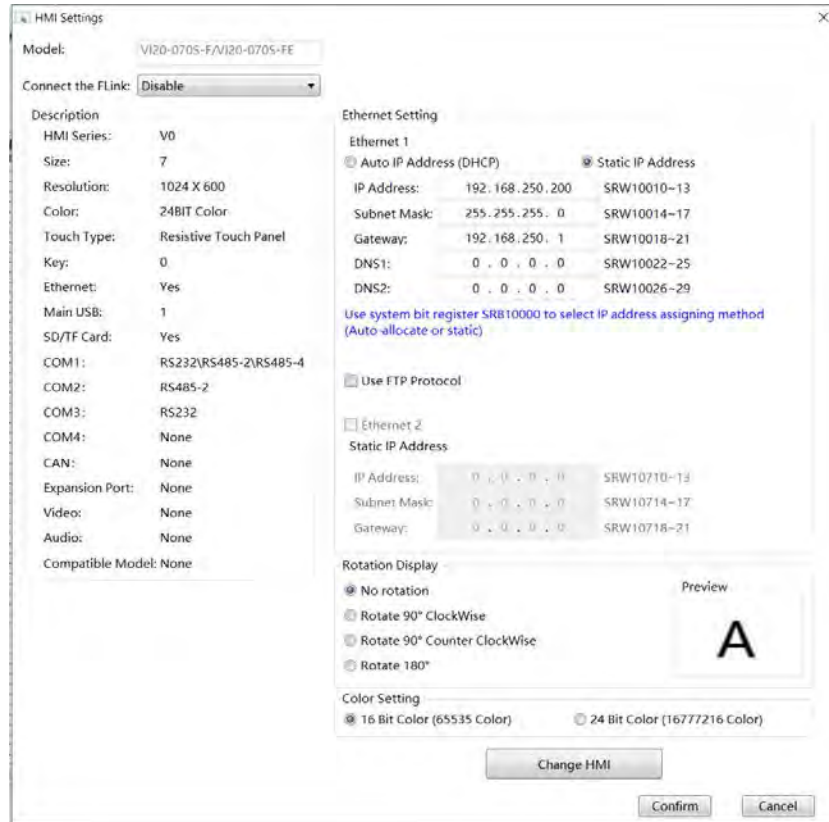 HMI Settings
Model: VI20-070S-F/VI20-070S-FE
Connect the FLink: Disable
Description
HMI Series: V0
Size: 7
Resolution: 1024 X 600
Color: 24BIT Color
Touch Type: Resistive Touch Panel
Key: 0
Ethernet: Yes
Main USB: 1
SD/TF Card: Yes
COM1: RS232\RS485-2\RS485-4
COM2: RS485-2
COM3: RS232
COM4: None
CAN: None
Expansion Port: None
Video: None
Audio: None
Compatible Model: None
Ethernet Setting
Ethernet 1
Auto IP Address (DHCP) Static IP Address
IP Address: 192.168.250.200 SRW10010~13
Subnet Mask: 255.255.255. 0 SRW10014~17
Gateway: 192.168.250. 1 SRW10018~21
DNS1: 0 . 0 . 0 . 0 SRW10022~25
DNS2: 0 . 0 . 0 . 0 SRW10026~29
Use system bit register SRB10000 to select IP address assigning method
(Auto-allocate or static)
Use FTP Protocol
Ethernet 2
Static IP Address
IP Address: 0 . 0 . 0 . 0 SRW10710~13
Subnet Mask: 0 . 0 . 0 . 0 SRW10714~17
Gateway: 0 . 0 . 0 . 0 SRW10718~21
Rotation Display
No rotation
Rotate 90° ClockWise
Rotate 90° Counter ClockWise
Rotate 180°
Preview
A
Color Setting
16 Bit Color (65535 Color) 24 Bit Color (16777216 Color)
Change HMI
Confirm Cancel